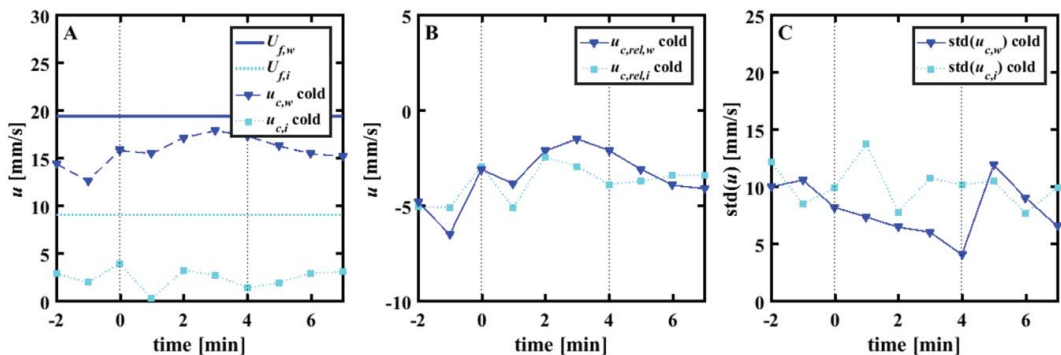 A
30
25
20
15
10
5
0
u [mm/s]
-2 0 2 4 6
time [min]
U_f,w
U_f,i
u_c,w cold
u_c,i cold
B
5
0
-5
-10
u [mm/s]
-2 0 2 4 6
time [min]
u_c,rel,w cold
u_c,rel,i cold
C
25
20
15
10
5
0
std(u) [mm/s]
-2 0 2 4 6
time [min]
std(u_c,w) cold
std(u_c,i) cold